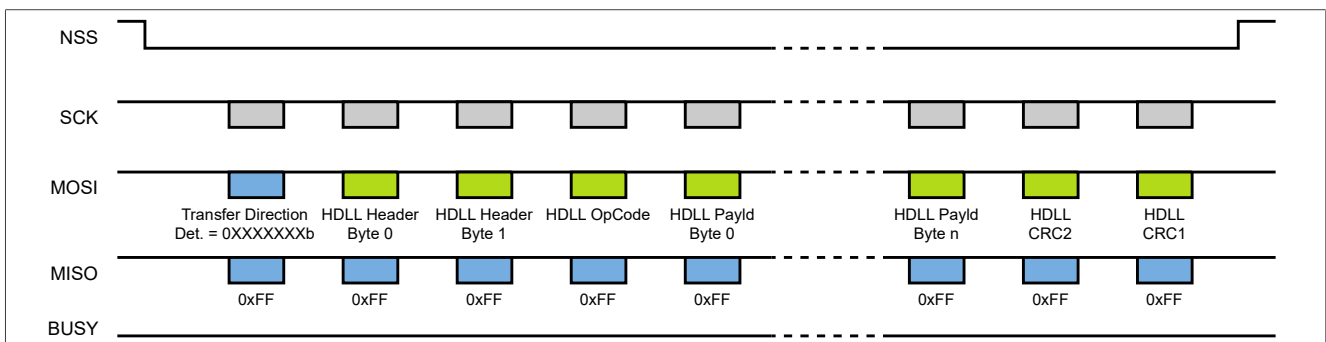 NSS
SCK
MOSI
Transfer Direction HDLL Header HDLL Header HDLL OpCode HDLL Payld HDLL Payld HDLL HDLL
Det. = 0XXXXXXXb Byte 0 Byte 1 Byte 0 Byte n CRC2 CRC1
MISO
0xFF 0xFF 0xFF 0xFF 0xFF 0xFF 0xFF 0xFF
BUSY